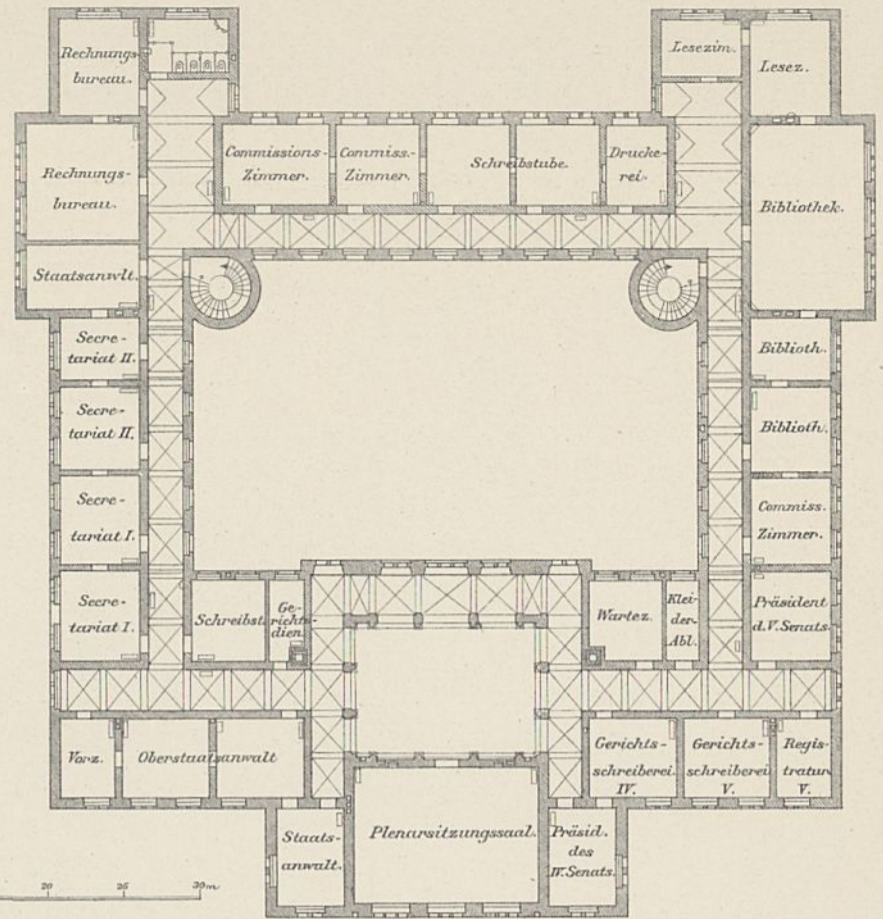 Rechnungs-
bureau.
Lesezim.
Lesez.
Commissions-
Zimmer.
Commiss.-
Zimmer.
Schreibstube.
Drucke-
rei.
Rechnungs-
bureau.
Bibliothek.
Staatsanwlt.
Secre-
tariat II.
Biblioth.
Secre-
tariat II.
Biblioth.
Secre-
tariat I.
Commiss.
Zimmer.
Secre-
tariat I.
Schreibst.
Ge-
richts-
dien.
Wartez.
Klei-
der-
Abl.
Präsident
d. V. Senats.
Vorz.
Oberstaatsanwalt
Gerichts-
schreiberei
IV.
Gerichts-
schreiberei
V.
Regis-
tratur
V.
Staats-
anwalt.
Plenarsitzungssaal.
Präsid.
des
IV. Senats.
20 25 30m